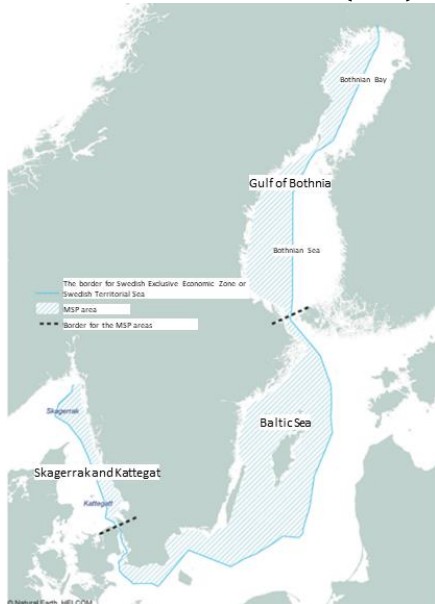 Bothnian Bay
Gulf of Bothnia
Bothnian Sea
The border for Swedish Exclusive Economic Zone or
Swedish Territorial Sea
MSP area
Border for the MSP areas
Skagerrak
Baltic Sea
Skagerrak and Kattegat
Kattegatt
© Natural Earth, HELCOM